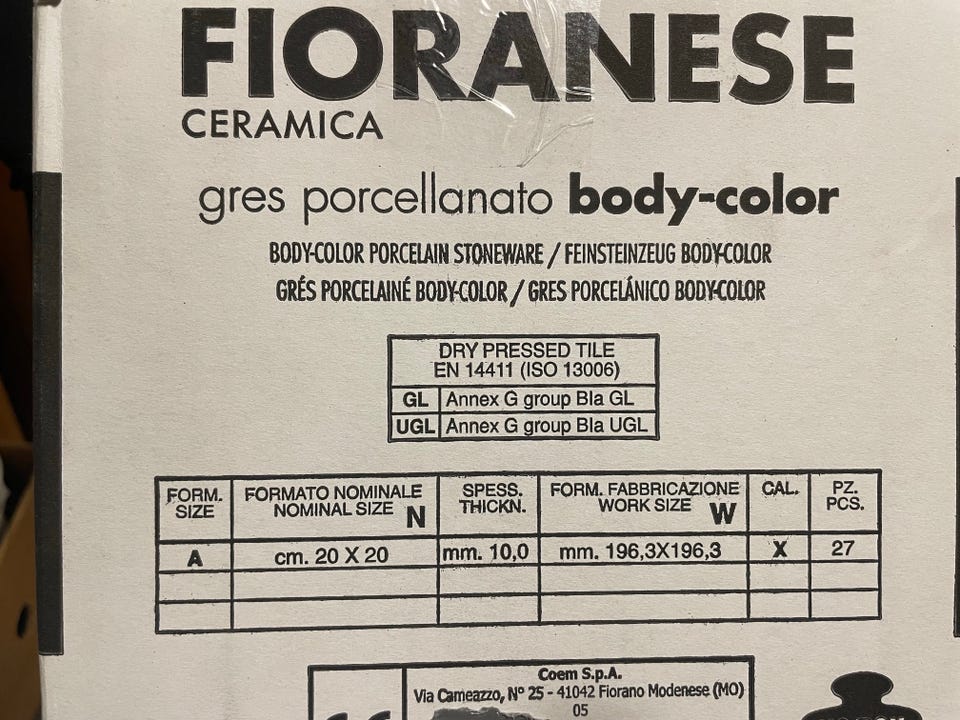 FIORANESE
CERAMICA
gres porcellanato body-color
BODY-COLOR PORCELAIN STONEWARE / FEINSTEINZEUG BODY-COLOR
GRÉS PORCELAINÉ BODY-COLOR / GRES PORCELÁNICO BODY-COLOR
DRY PRESSED TILE
EN 14411 (ISO 13006)
GL Annex G group BIa GL
UGL Annex G group BIa UGL
FORM. SIZE FORMATO NOMINALE NOMINAL SIZE N SPESS. THICKN. FORM. FABBRICAZIONE WORK SIZE W CAL. PZ. PCS.
A cm. 20 X 20 mm. 10,0 mm. 196,3X196,3 X 27
Coem S.p.A.
Via Cameazzo, N° 25 - 41042 Fiorano Modenese (MO)
05